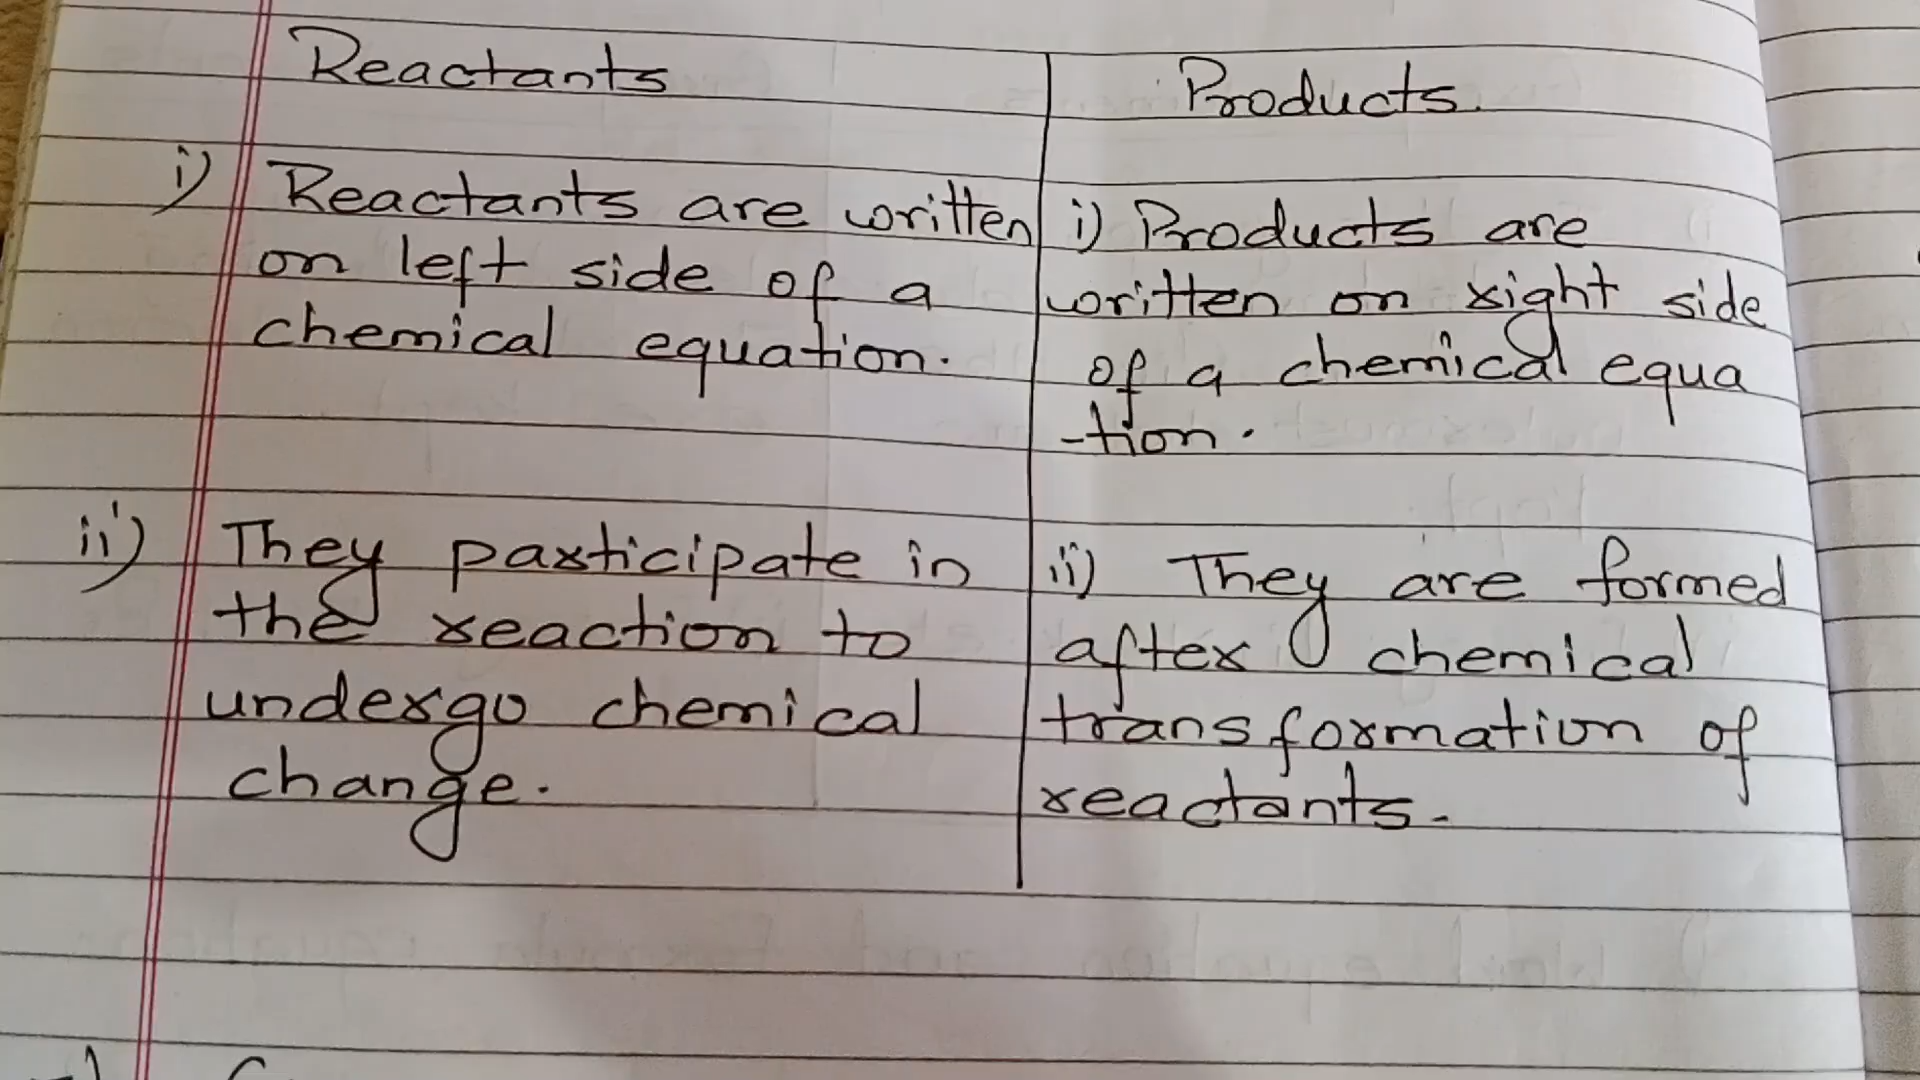 Reactants
i) Reactants are written
on left side of a
chemical equation.
ii) They participate in
the reaction to
undergo chemical
change.
Products.
i) Products are
written on right side
of a chemical equa
-tion.
ii) They are formed
after chemical
transformation of
reactants.